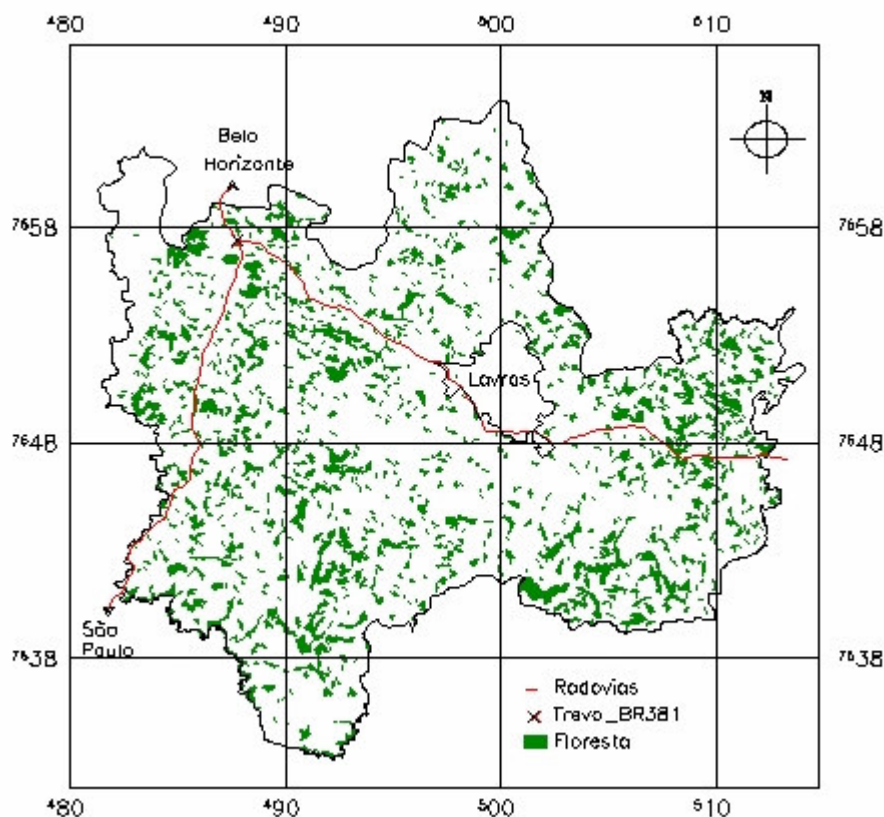 480 490 500 510
N
Belo
Horizonte
7658 7658
Lavras
7648 7648
São
Paulo
7638 7638
Rodovias
Trevo_BR381
Floresta
480 490 500 510